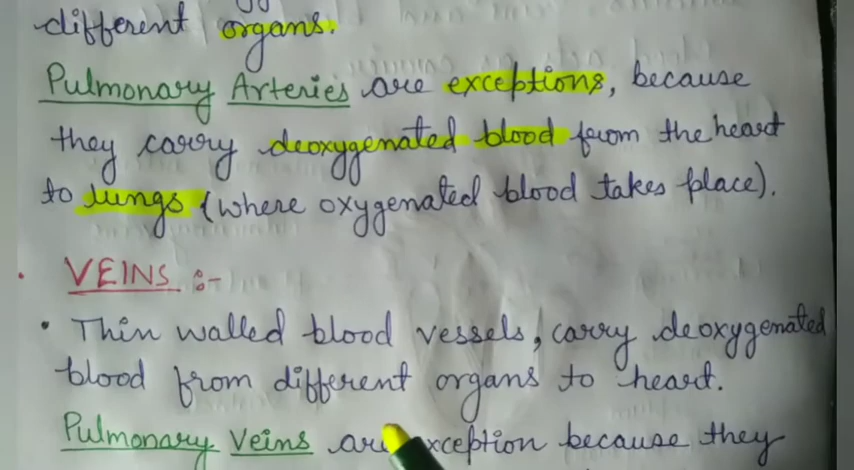 different organs.
Pulmonary Arteries are exceptions, because
they carry deoxygenated blood from the heart
to lungs (where oxygenated blood takes place).
• VEINS :-
• Thin walled blood vessels, carry deoxygenated
blood from different organs to heart.
Pulmonary Veins are exception because they